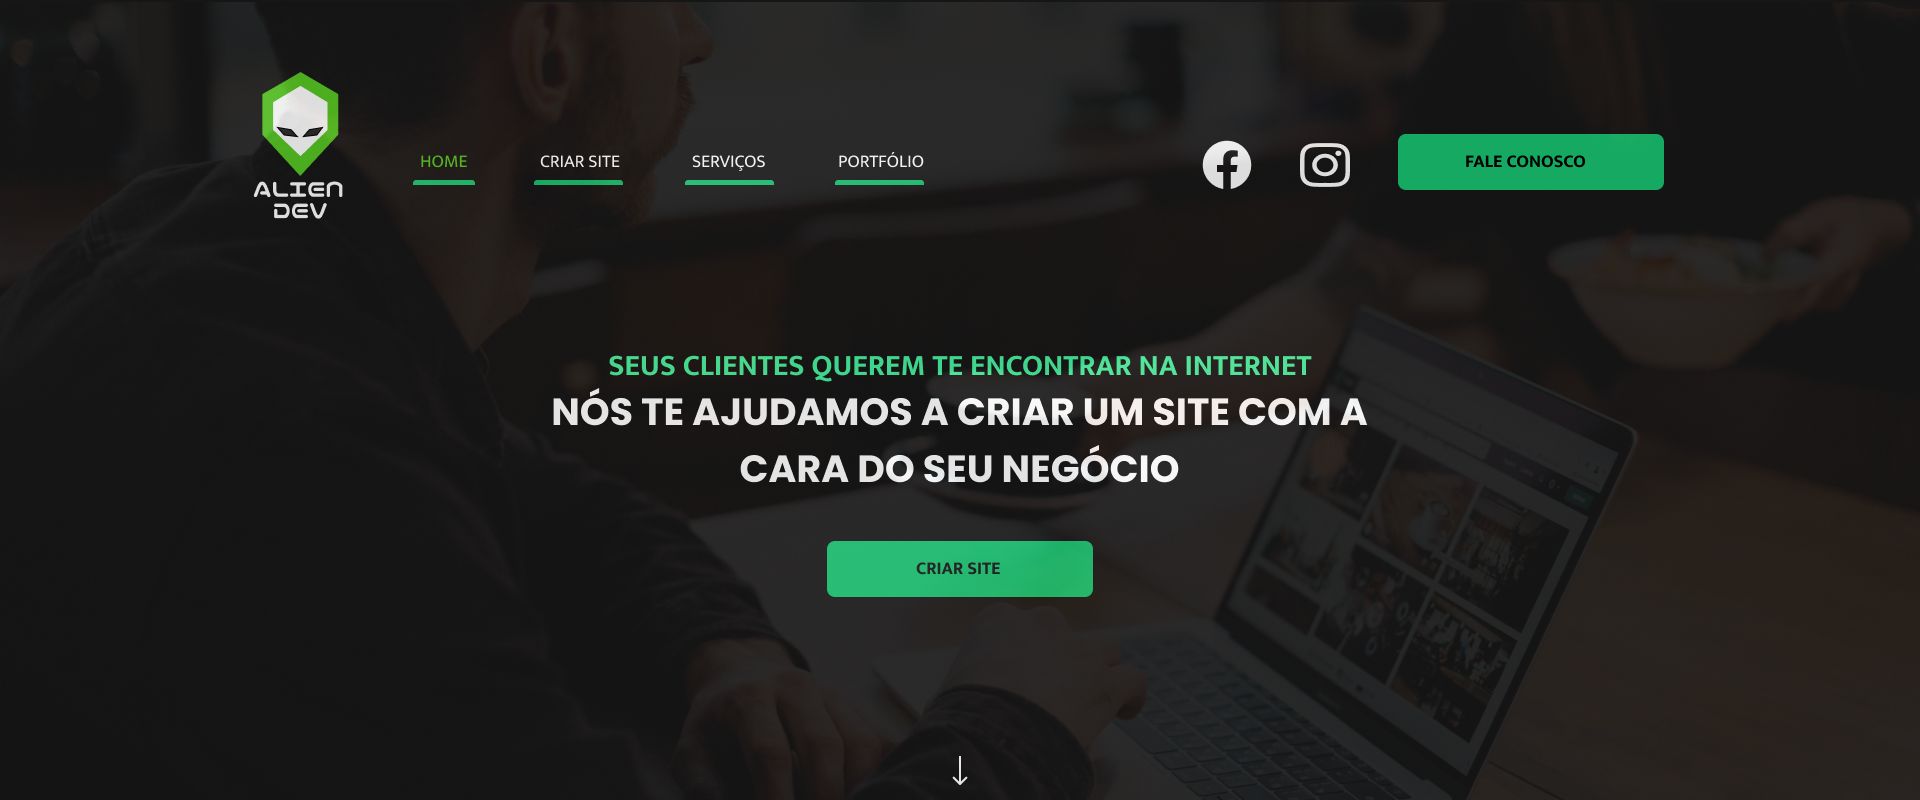 ALIEN
DEV
HOME
CRIAR SITE
SERVIÇOS
PORTFÓLIO
FALE CONOSCO
SEUS CLIENTES QUEREM TE ENCONTRAR NA INTERNET
NÓS TE AJUDAMOS A CRIAR UM SITE COM A
CARA DO SEU NEGÓCIO
CRIAR SITE